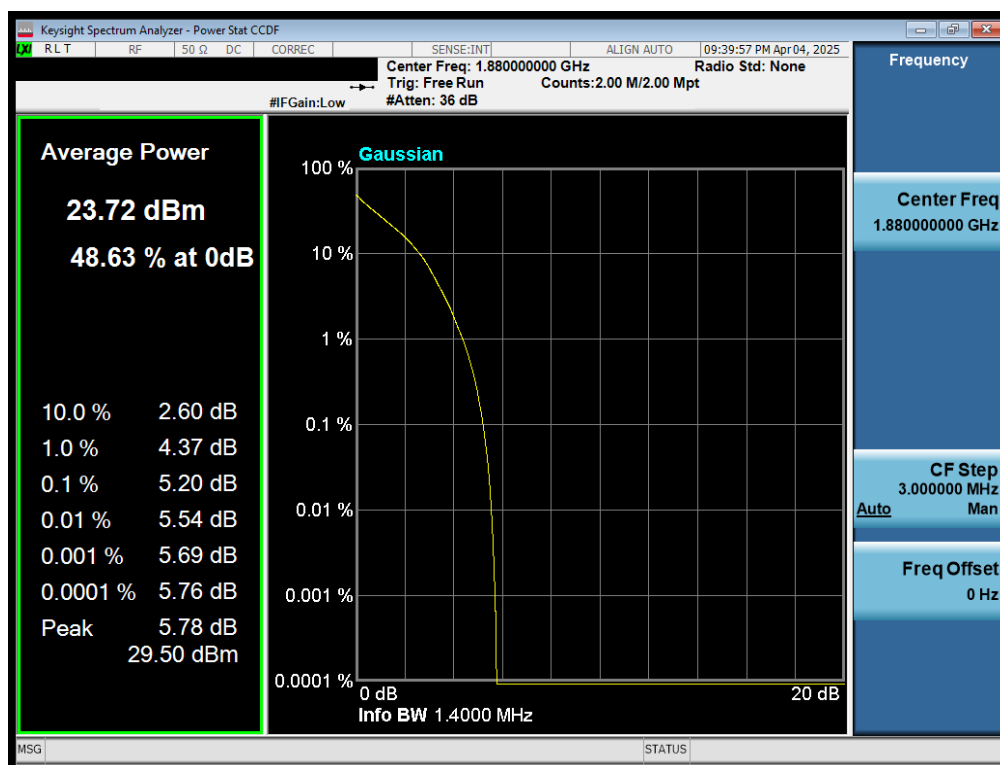 Keysight Spectrum Analyzer - Power Stat CCDF
LXI RLT RF 50 Ω DC CORREC SENSE:INT ALIGN AUTO 09:39:57 PM Apr 04, 2025
Center Freq: 1.880000000 GHz Radio Std: None
Trig: Free Run Counts:2.00 M/2.00 Mpt
#IFGain:Low #Atten: 36 dB
Frequency
Average Power
23.72 dBm
48.63 % at 0dB
10.0 % 2.60 dB
1.0 % 4.37 dB
0.1 % 5.20 dB
0.01 % 5.54 dB
0.001 % 5.69 dB
0.0001 % 5.76 dB
Peak 5.78 dB
29.50 dBm
Gaussian
100 %
10 %
1 %
0.1 %
0.01 %
0.001 %
0.0001 %
0 dB 20 dB
Info BW 1.4000 MHz
Center Freq
1.880000000 GHz
CF Step
3.000000 MHz
Auto Man
Freq Offset
0 Hz
MSG STATUS